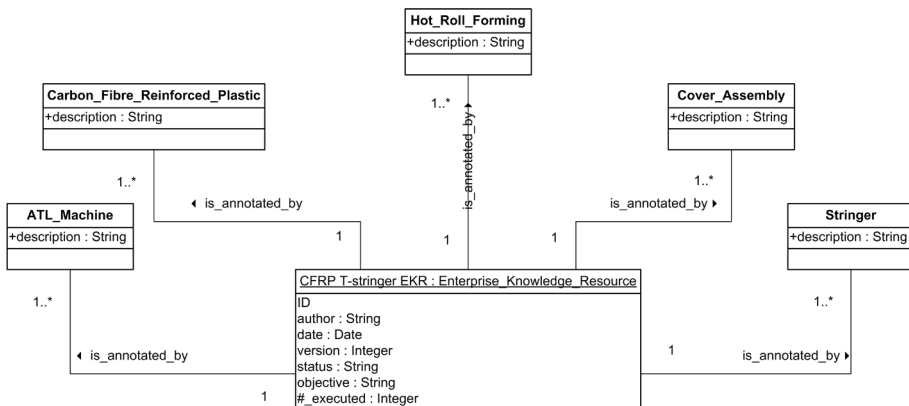 Hot_Roll_Forming
+description : String
Carbon_Fibre_Reinforced_Plastic
+description : String
Cover_Assembly
+description : String
1..*
is_annotated_by
1..*
1..*
◄ is_annotated_by
is_annotated_by ►
ATL_Machine
+description : String
Stringer
+description : String
1
1
1
CFRP T-stringer EKR : Enterprise_Knowledge_Resource
ID
author : String
date : Date
version : Integer
status : String
objective : String
#_executed : Integer
1..*
1..*
◄ is_annotated_by
1
1
is_annotated_by ►